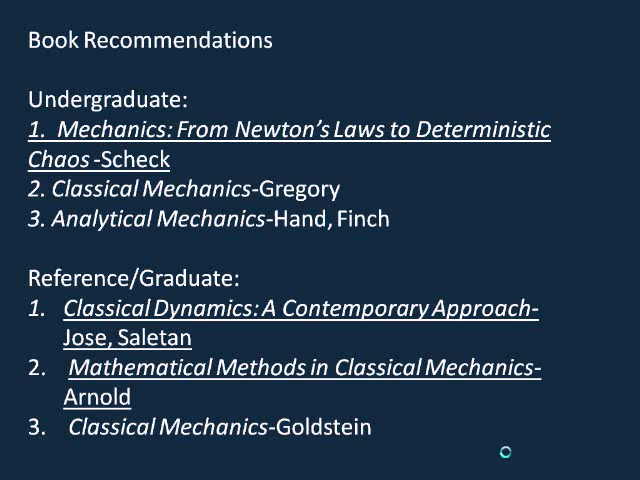 Book Recommendations
Undergraduate:
1. Mechanics: From Newton's Laws to Deterministic
Chaos -Scheck
2. Classical Mechanics-Gregory
3. Analytical Mechanics-Hand, Finch
Reference/Graduate:
1. Classical Dynamics: A Contemporary Approach-
Jose, Saletan
2. Mathematical Methods in Classical Mechanics-
Arnold
3. Classical Mechanics-Goldstein